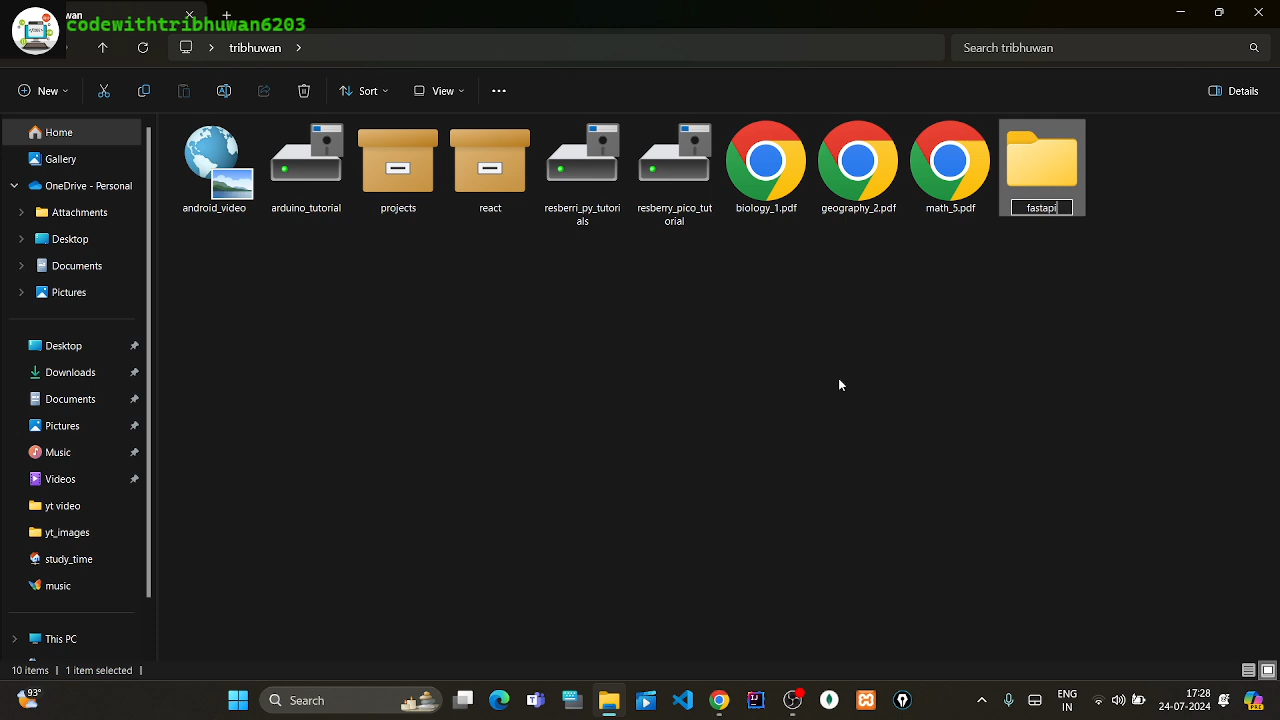 wan
codewithtribhuwan6203
tribhuwan
Search tribhuwan
New
Sort
View
Details
Home
Gallery
OneDrive - Personal
Attachments
Desktop
Documents
Pictures
Desktop
Downloads
Documents
Pictures
Music
Videos
yt video
yt_images
study_time
music
This PC
android_video
arduino_tutorial
projects
react
resberri_py_tutori
als
resberry_pico_tut
orial
biology_1.pdf
geography_2.pdf
math_5.pdf
fastapi
10 items
1 item selected
93°
Search
ENG
IN
17:28
24-07-2024